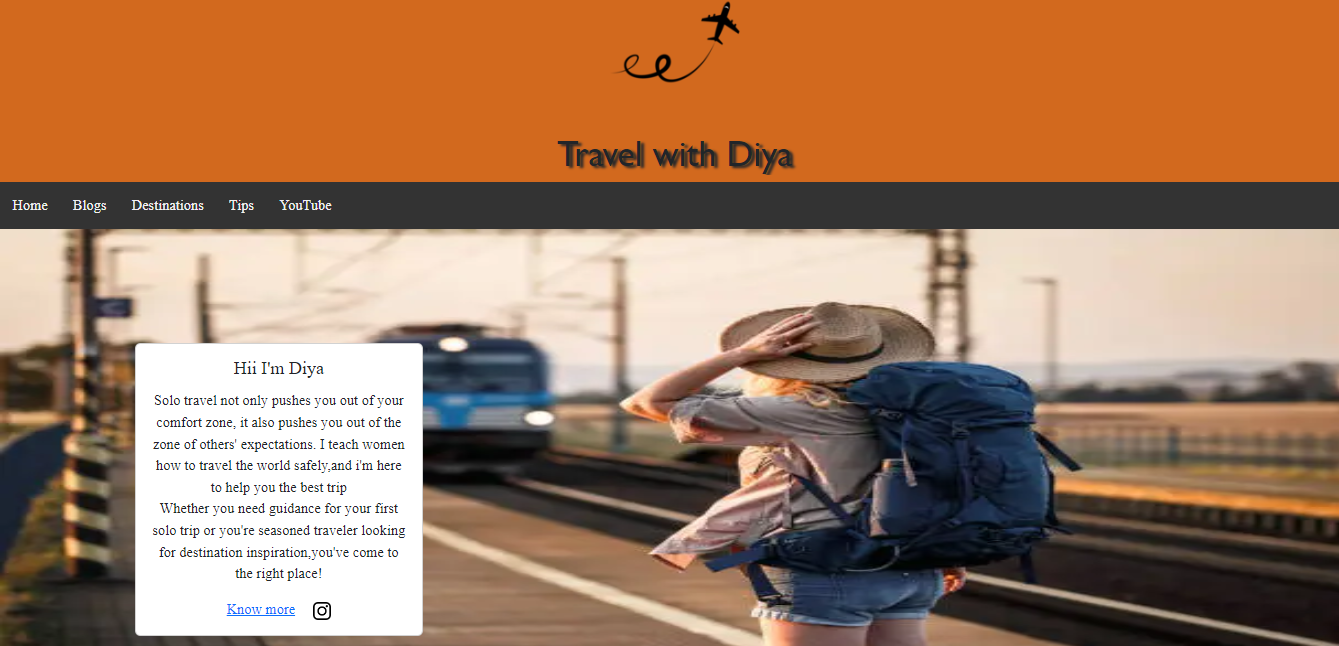 Travel with Diya
Home Blogs Destinations Tips YouTube
Hii I'm Diya
Solo travel not only pushes you out of your
comfort zone, it also pushes you out of the
zone of others' expectations. I teach women
how to travel the world safely,and i'm here
to help you the best trip
Whether you need guidance for your first
solo trip or you're seasoned traveler looking
for destination inspiration,you've come to
the right place!
Know more